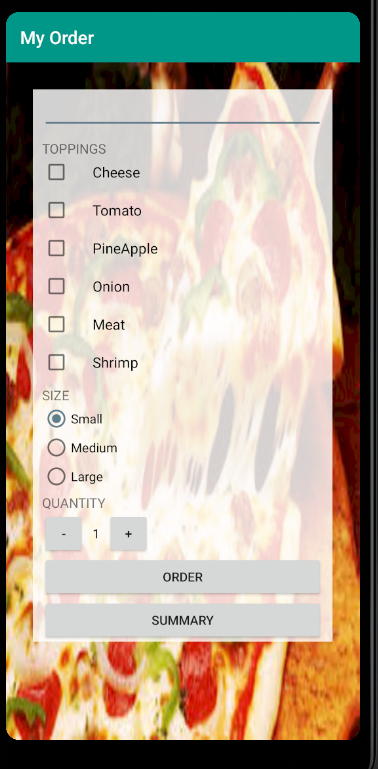 My Order
TOPPINGS
Cheese
Tomato
PineApple
Onion
Meat
Shrimp
SIZE
Small
Medium
Large
QUANTITY
- 1 +
ORDER
SUMMARY